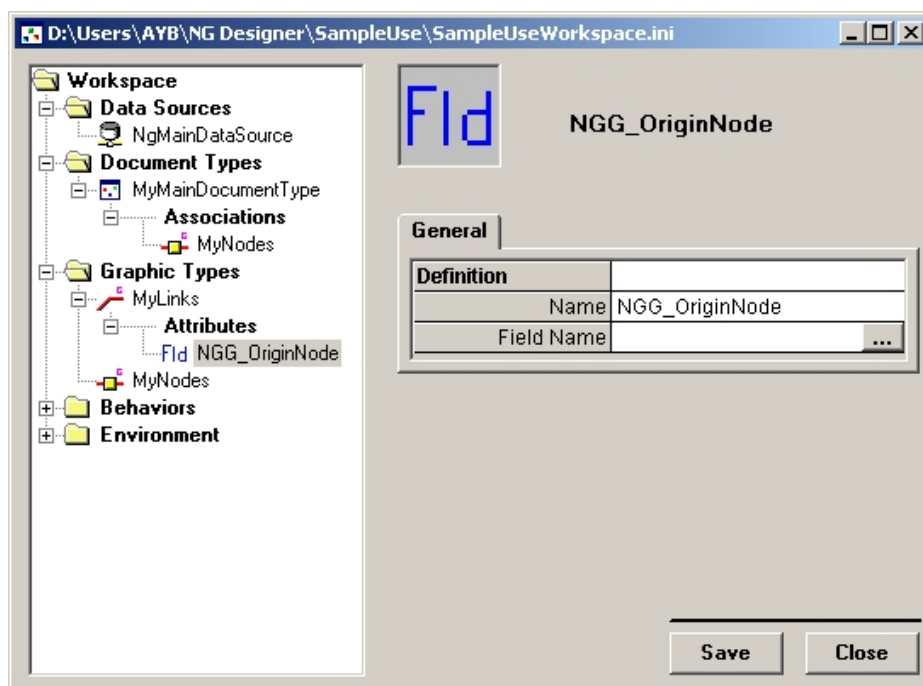 D:\Users\AYB\NG Designer\SampleUse\SampleUseWorkspace.ini
Workspace
Data Sources
NgMainDataSource
Document Types
MyMainDocumentType
Associations
MyNodes
Graphic Types
MyLinks
Attributes
Fld NGG_OriginNode
MyNodes
Behaviors
Environment
Fld
NGG_OriginNode
General
Definition
Name NGG_OriginNode
Field Name ...
Save Close